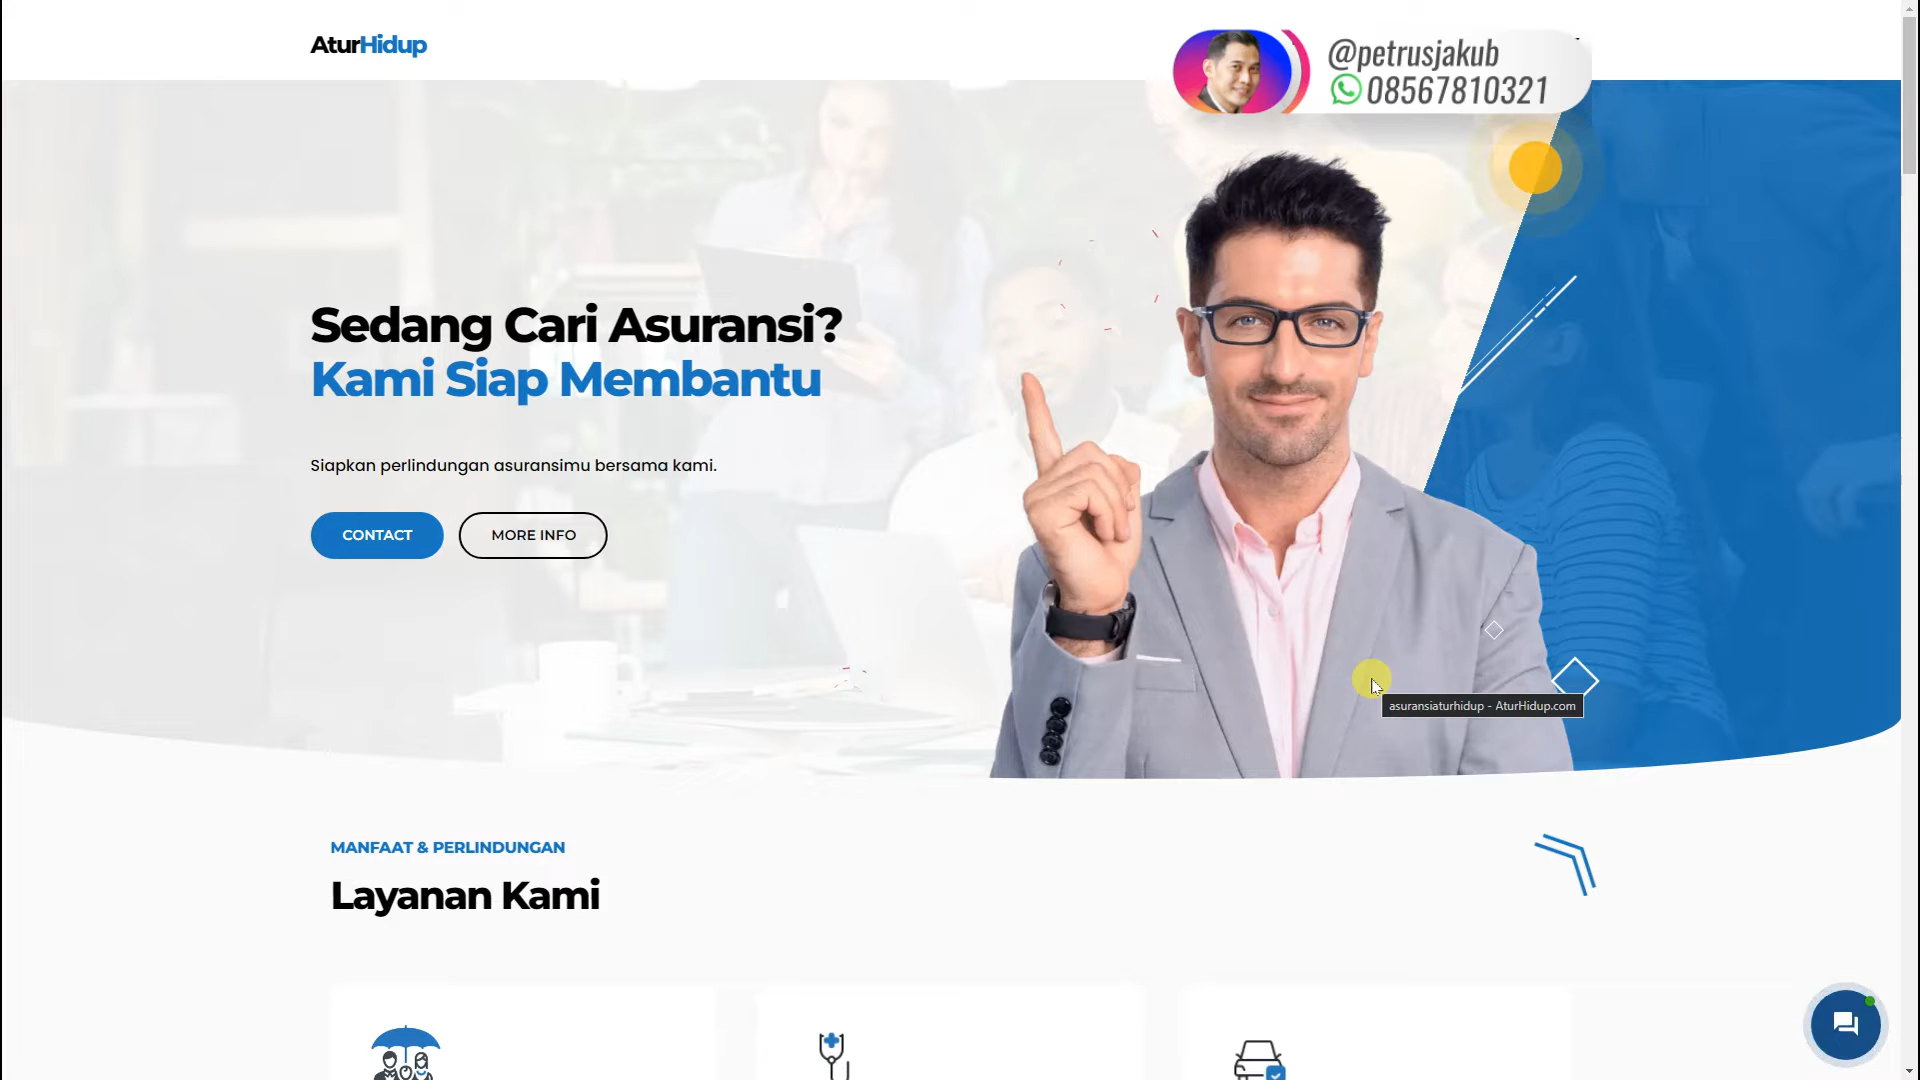 AturHidup
@petrusjakub
08567810321
Sedang Cari Asuransi?
Kami Siap Membantu
Siapkan perlindungan asuransimu bersama kami.
CONTACT
MORE INFO
asuransiaturhidup - AturHidup.com
MANFAAT & PERLINDUNGAN
Layanan Kami